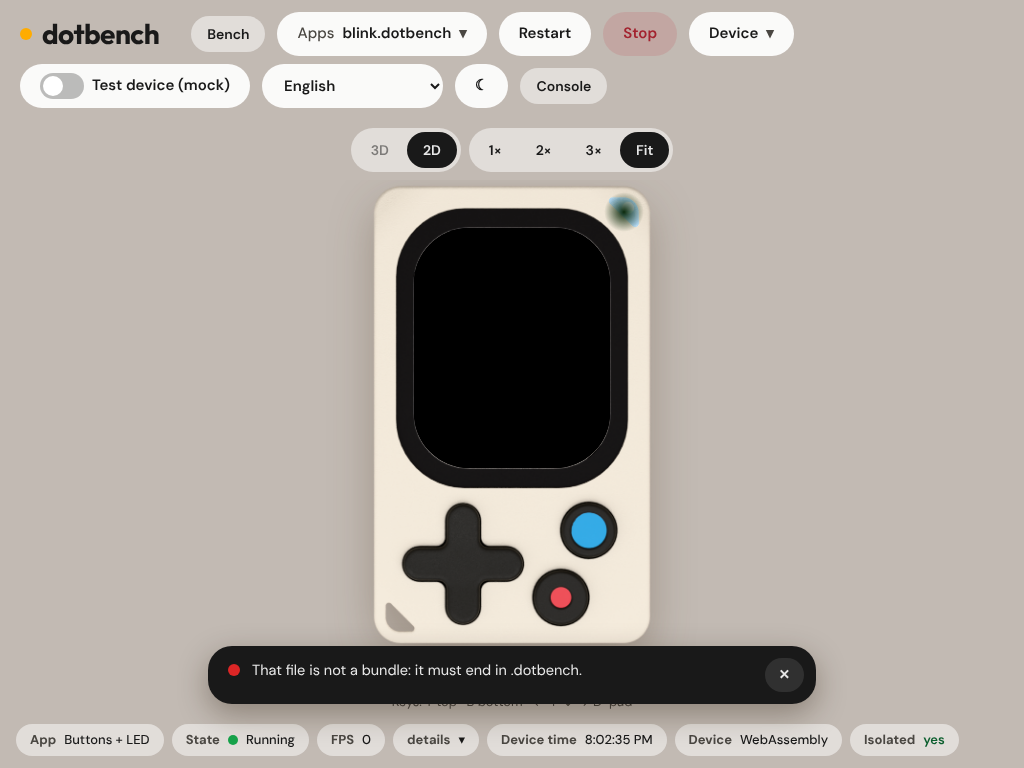 dotbench
Bench
Apps blink.dotbench ▾
Restart
Stop
Device ▾
Test device (mock)
English
Console
3D
2D
1×
2×
3×
Fit
That file is not a bundle: it must end in .dotbench.
×
App Buttons + LED
State Running
FPS 0
details ▾
Device time 8:02:35 PM
Device WebAssembly
Isolated yes